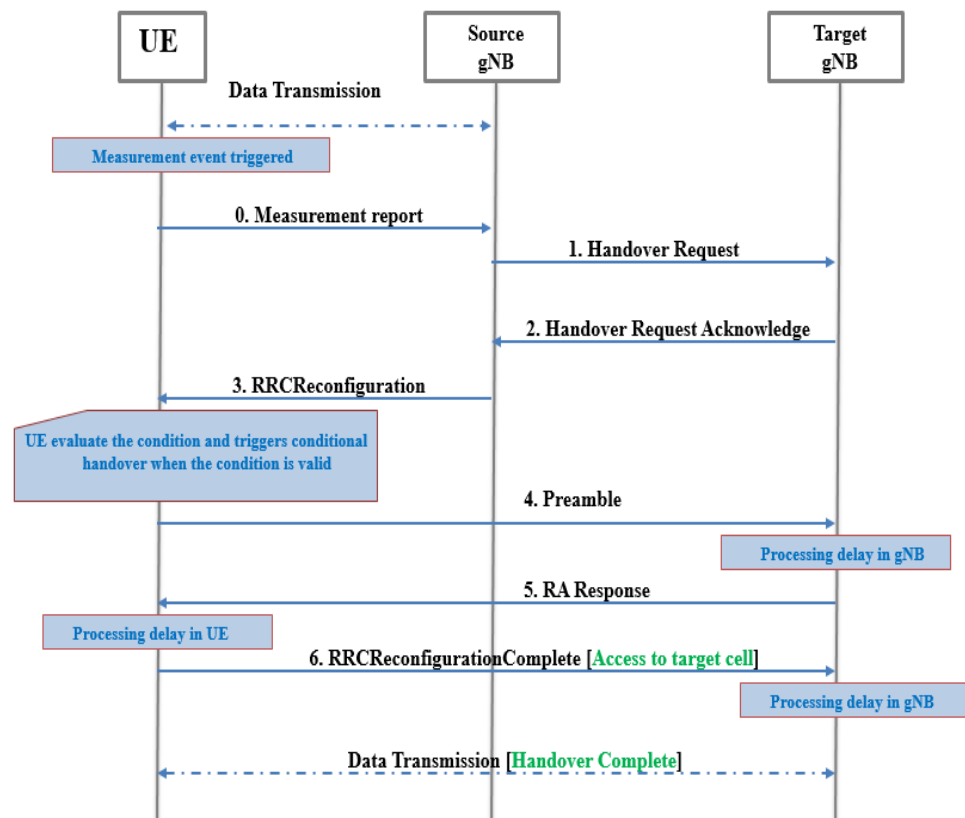 UE
Source
gNB
Target
gNB
Data Transmission
Measurement event triggered
0. Measurement report
1. Handover Request
2. Handover Request Acknowledge
3. RRCReconfiguration
UE evaluate the condition and triggers conditional
handover when the condition is valid
4. Preamble
Processing delay in gNB
5. RA Response
Processing delay in UE
6. RRCReconfigurationComplete [Access to target cell]
Processing delay in gNB
Data Transmission [Handover Complete]